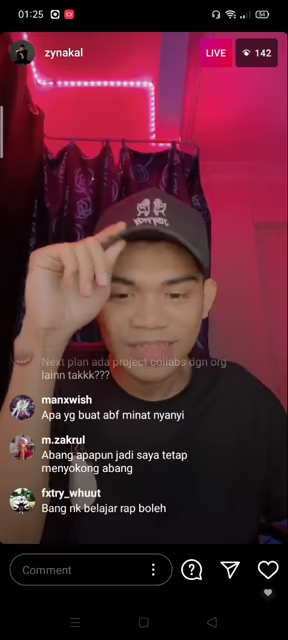 01:25
54
zynakal
LIVE
142
Next plan ada project collabs dgn org
lainn takkk???
manxwish
Apa yg buat abf minat nyanyi
m.zakrul
Abang apapun jadi saya tetap
menyokong abang
fxtry_whuut
Bang nk belajar rap boleh
Comment